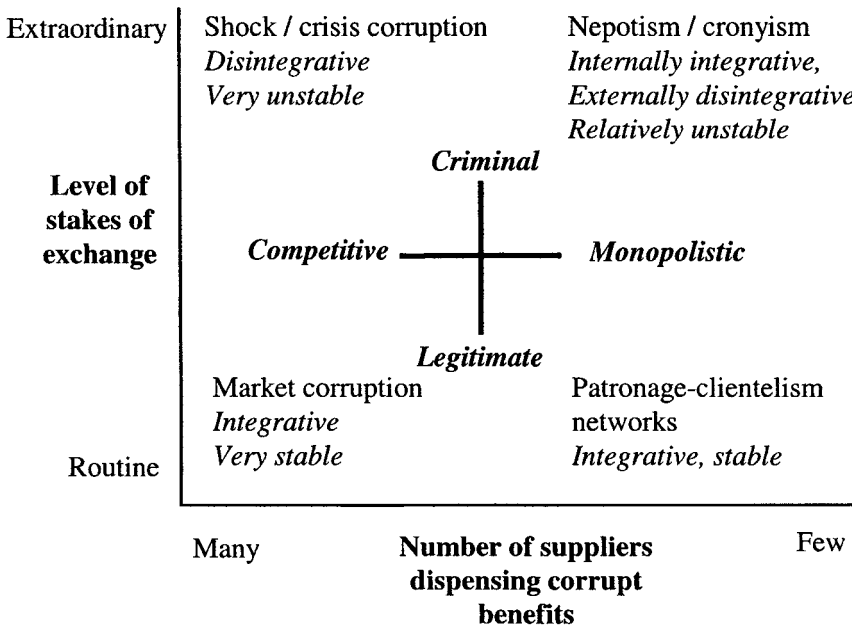 Extraordinary
Shock / crisis corruption
Disintegrative
Very unstable
Nepotism / cronyism
Internally integrative,
Externally disintegrative
Relatively unstable
Criminal
Level of
stakes of
exchange
Competitive
Monopolistic
Legitimate
Market corruption
Integrative
Very stable
Patronage-clientelism
networks
Integrative, stable
Routine
Many
Number of suppliers
dispensing corrupt
benefits
Few